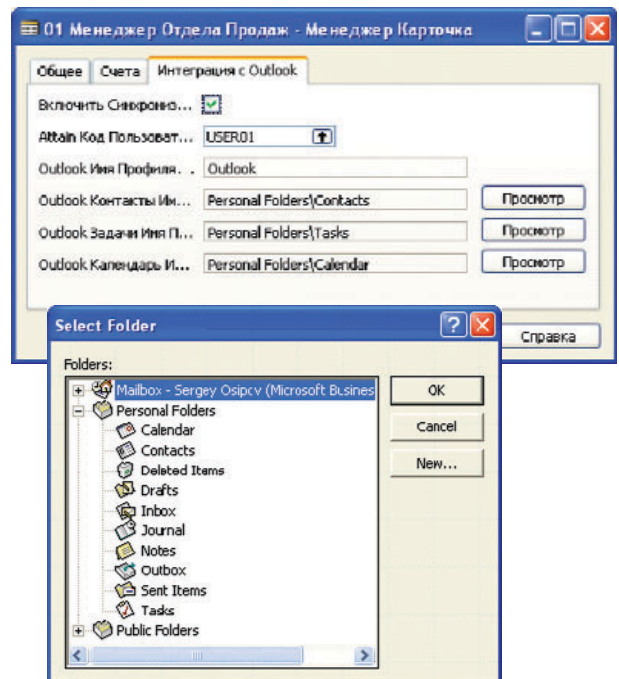 01 Менеджер Отдела Продаж - Менеджер Карточка
Общее Счета Интеграция с Outlook
Включить Синхрониз...
Attain Код Пользоват... USER01
Outlook Имя Профиля. . Outlook
Outlook Контакты Им... Personal Folders\Contacts Просмотр
Outlook Задачи Имя П... Personal Folders\Tasks Просмотр
Outlook Календарь И... Personal Folders\Calendar Просмотр
Справка
Select Folder
Folders:
Mailbox - Sergey Osipov (Microsoft Busines
Personal Folders
Calendar
Contacts
Deleted Items
Drafts
Inbox
Journal
Notes
Outbox
Sent Items
Tasks
Public Folders
OK
Cancel
New...